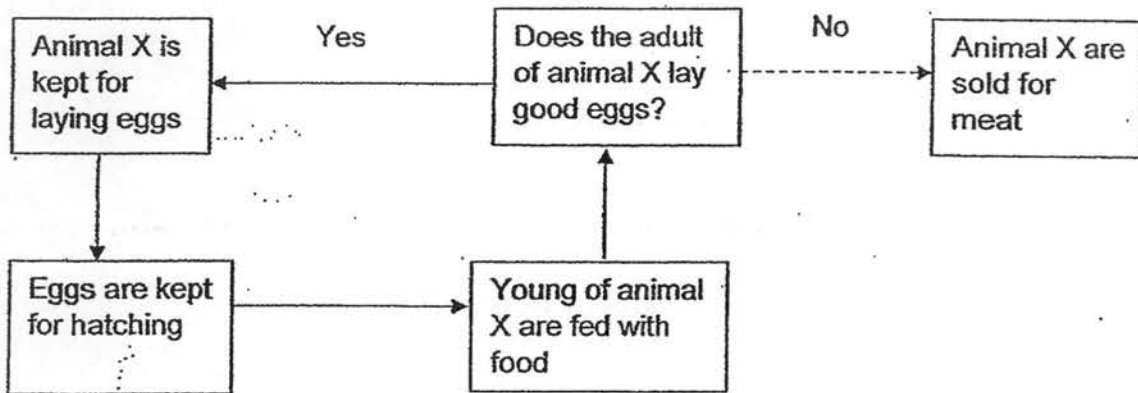 Animal X is
kept for
laying eggs
Yes
Does the adult
of animal X lay
good eggs?
No
Animal X are
sold for
meat
Eggs are kept
for hatching
Young of animal
X are fed with
food